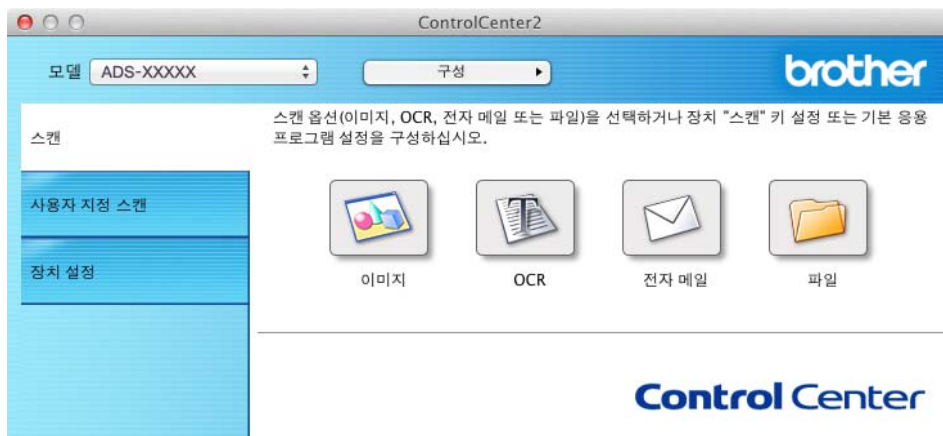 ControlCenter2
모델 ADS-XXXXX 구성 brother
스캔
사용자 지정 스캔
장치 설정
스캔 옵션(이미지, OCR, 전자 메일 또는 파일)을 선택하거나 장치 "스캔" 키 설정 또는 기본 응용
프로그램 설정을 구성하십시오.
이미지 OCR 전자 메일 파일
Control Center